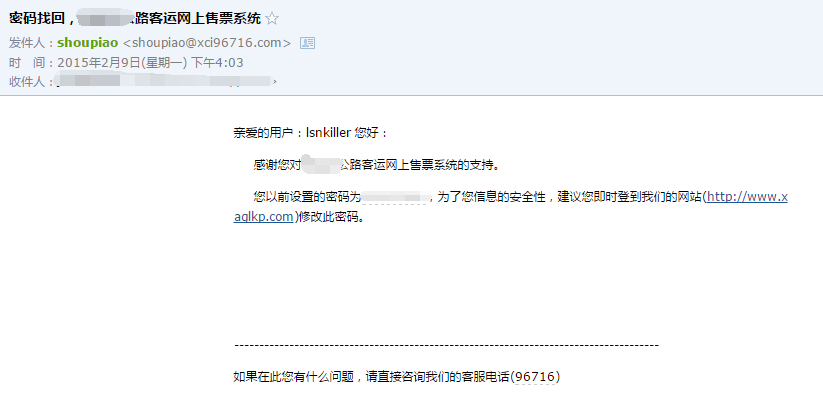 密码找回，路客运网上售票系统
发件人：shoupiao <shoupiao@xci96716.com>
时 间：2015年2月9日(星期一) 下午4:03
收件人：
亲爱的用户：lsnkiller 您好：
感谢您对公路客运网上售票系统的支持。
您以前设置的密码为，为了您信息的安全性，建议您即时登到我们的网站(http://www.x
aglkp.com)修改此密码。
--------------------------------------------------------------------------------------
如果在此您有什么问题，请直接咨询我们的客服电话(96716)